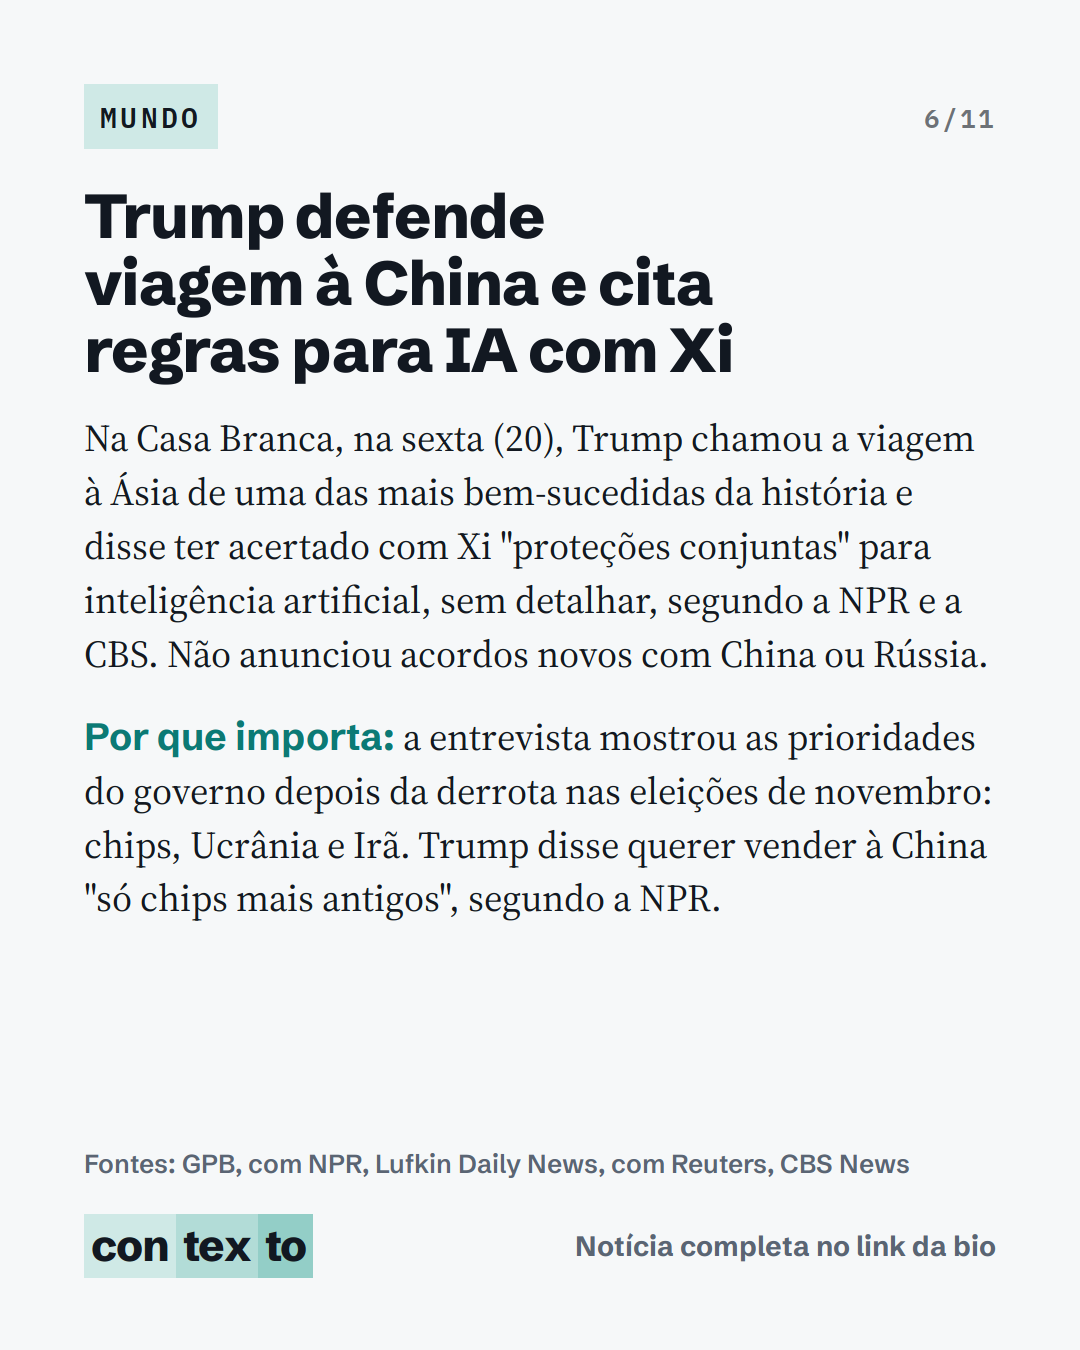 MUNDO
6/11
Trump defende
viagem à China e cita
regras para IA com Xi
Na Casa Branca, na sexta (20), Trump chamou a viagem
à Ásia de uma das mais bem-sucedidas da história e
disse ter acertado com Xi "proteções conjuntas" para
inteligência artificial, sem detalhar, segundo a NPR e a
CBS. Não anunciou acordos novos com China ou Rússia.
Por que importa: a entrevista mostrou as prioridades
do governo depois da derrota nas eleições de novembro:
chips, Ucrânia e Irã. Trump disse querer vender à China
"só chips mais antigos", segundo a NPR.
Fontes: GPB, com NPR, Lufkin Daily News, com Reuters, CBS News
contexto
Notícia completa no link da bio